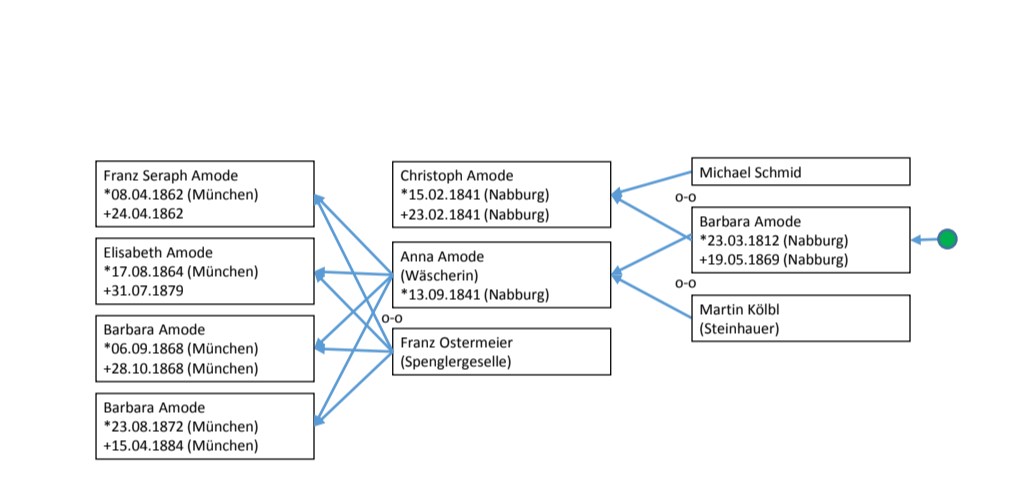 Franz Seraph Amode
*08.04.1862 (München)
+24.04.1862
Elisabeth Amode
*17.08.1864 (München)
+31.07.1879
Barbara Amode
*06.09.1868 (München)
+28.10.1868 (München)
Barbara Amode
*23.08.1872 (München)
+15.04.1884 (München)
Christoph Amode
*15.02.1841 (Nabburg)
+23.02.1841 (Nabburg)
Anna Amode
(Wäscherin)
*13.09.1841 (Nabburg)
o-o
Franz Ostermeier
(Spenglergeselle)
Michael Schmid
o-o
Barbara Amode
*23.03.1812 (Nabburg)
+19.05.1869 (Nabburg)
o-o
Martin Kölbl
(Steinhauer)